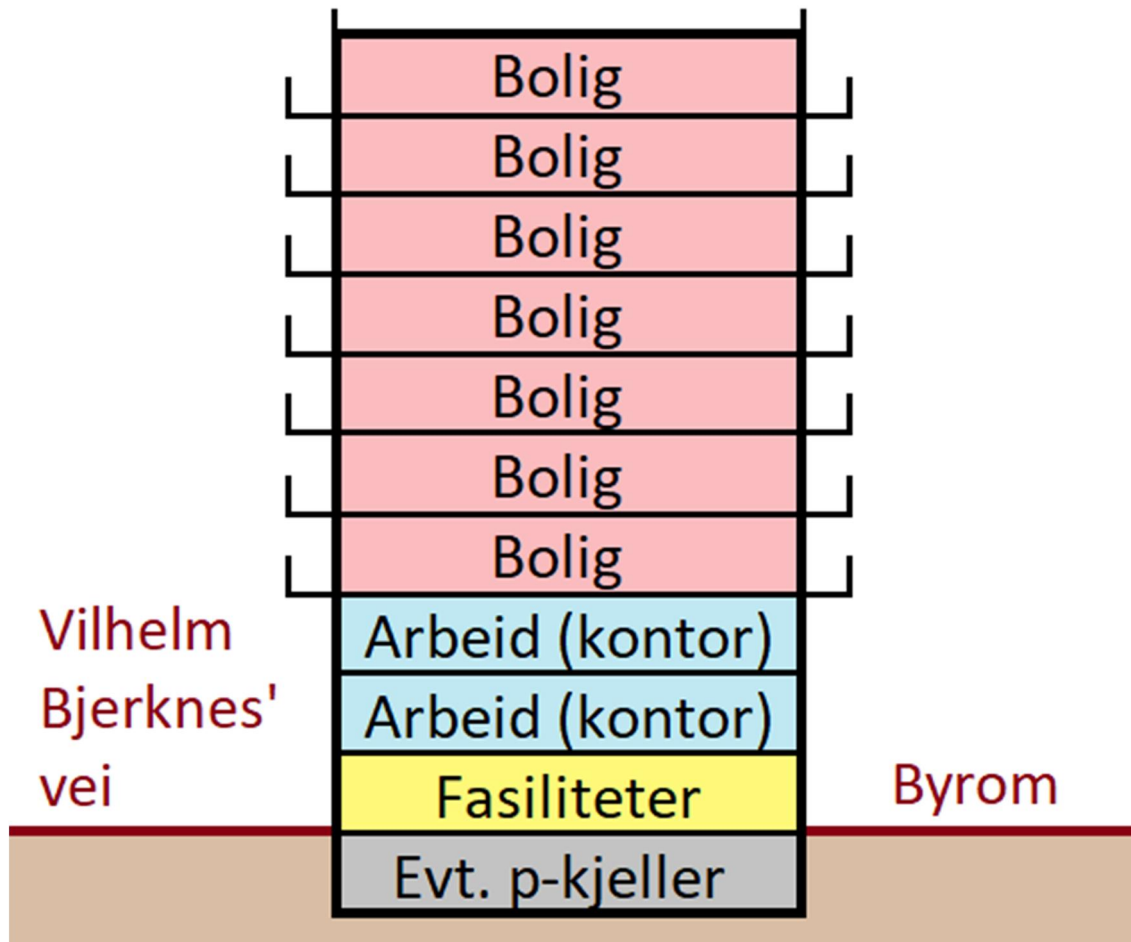 Bolig
Bolig
Bolig
Bolig
Bolig
Bolig
Bolig
Arbeid (kontor)
Arbeid (kontor)
Fasiliteter
Evt. p-kjeller
Vilhelm
Bjerknes'
vei
Byrom